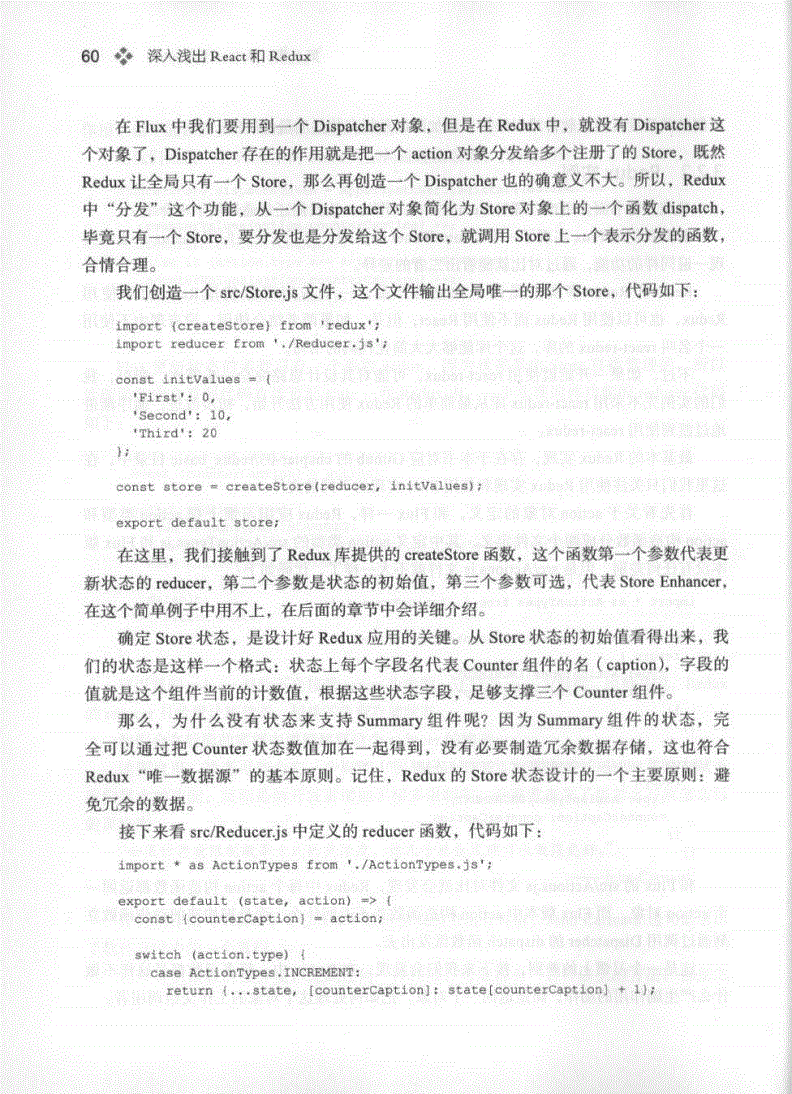 60 深入浅出 React 和 Redux
在 Flux 中我们要用到一个 Dispatcher 对象，但是在 Redux 中，就没有 Dispatcher 这
个对象了，Dispatcher 存在的作用就是把一个 action 对象分发给多个注册了的 Store，既然
Redux 让全局只有一个 Store，那么再创造一个 Dispatcher 也的确意义不大。所以，Redux
中“分发”这个功能，从一个 Dispatcher 对象简化为 Store 对象上的一个函数 dispatch，
毕竟只有一个 Store，要分发也是分发给这个 Store，就调用 Store 上一个表示分发的函数，
合情合理。
我们创造一个 src/Store.js 文件，这个文件输出全局唯一的那个 Store，代码如下：
import {createStore} from 'redux';
import reducer from './Reducer.js';
const initValues = {
'First': 0,
'Second': 10,
'Third': 20
};
const store = createStore(reducer, initValues);
export default store;
在这里，我们接触到了 Redux 库提供的 createStore 函数，这个函数第一个参数代表更
新状态的 reducer，第二个参数是状态的初始值，第三个参数可选，代表 Store Enhancer，
在这个简单例子中用不上，在后面的章节中会详细介绍。
确定 Store 状态，是设计好 Redux 应用的关键。从 Store 状态的初始值看得出来，我
们的状态是这样一个格式：状态上每个字段名代表 Counter 组件的名（caption），字段的
值就是这个组件当前的计数值，根据这些状态字段，足够支撑三个 Counter 组件。
那么，为什么没有状态来支持 Summary 组件呢？因为 Summary 组件的状态，完
全可以通过把 Counter 状态数值加在一起得到，没有必要制造冗余数据存储，这也符合
Redux“唯一数据源”的基本原则。记住，Redux 的 Store 状态设计的一个主要原则：避
免冗余的数据。
接下来看 src/Reducer.js 中定义的 reducer 函数，代码如下：
import * as ActionTypes from './ActionTypes.js';
export default (state, action) => {
const {counterCaption} = action;
switch (action.type) {
case ActionTypes.INCREMENT:
return {...state, [counterCaption]: state[counterCaption] + 1};